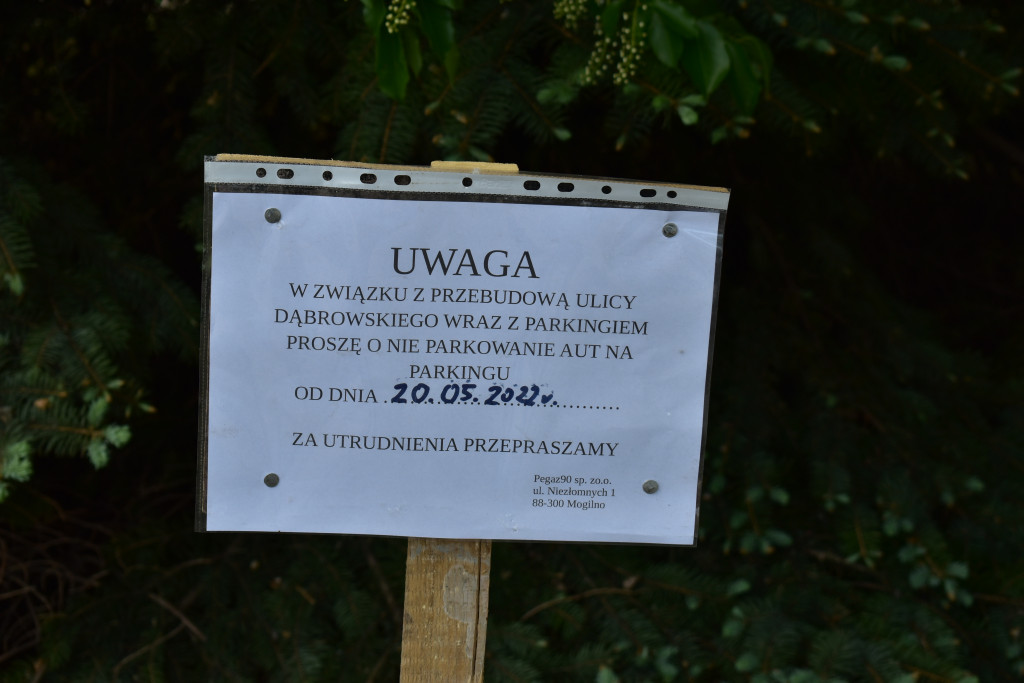 UWAGA
W ZWIĄZKU Z PRZEBUDOWĄ ULICY
DĄBROWSKIEGO WRAZ Z PARKINGIEM
PROSZĘ O NIE PARKOWANIE AUT NA
PARKINGU
OD DNIA 20.05.2022r.
ZA UTRUDNIENIA PRZEPRASZAMY
Pegaz90 sp. zo.o.
ul. Niezłomnych 1
88-300 Mogilno